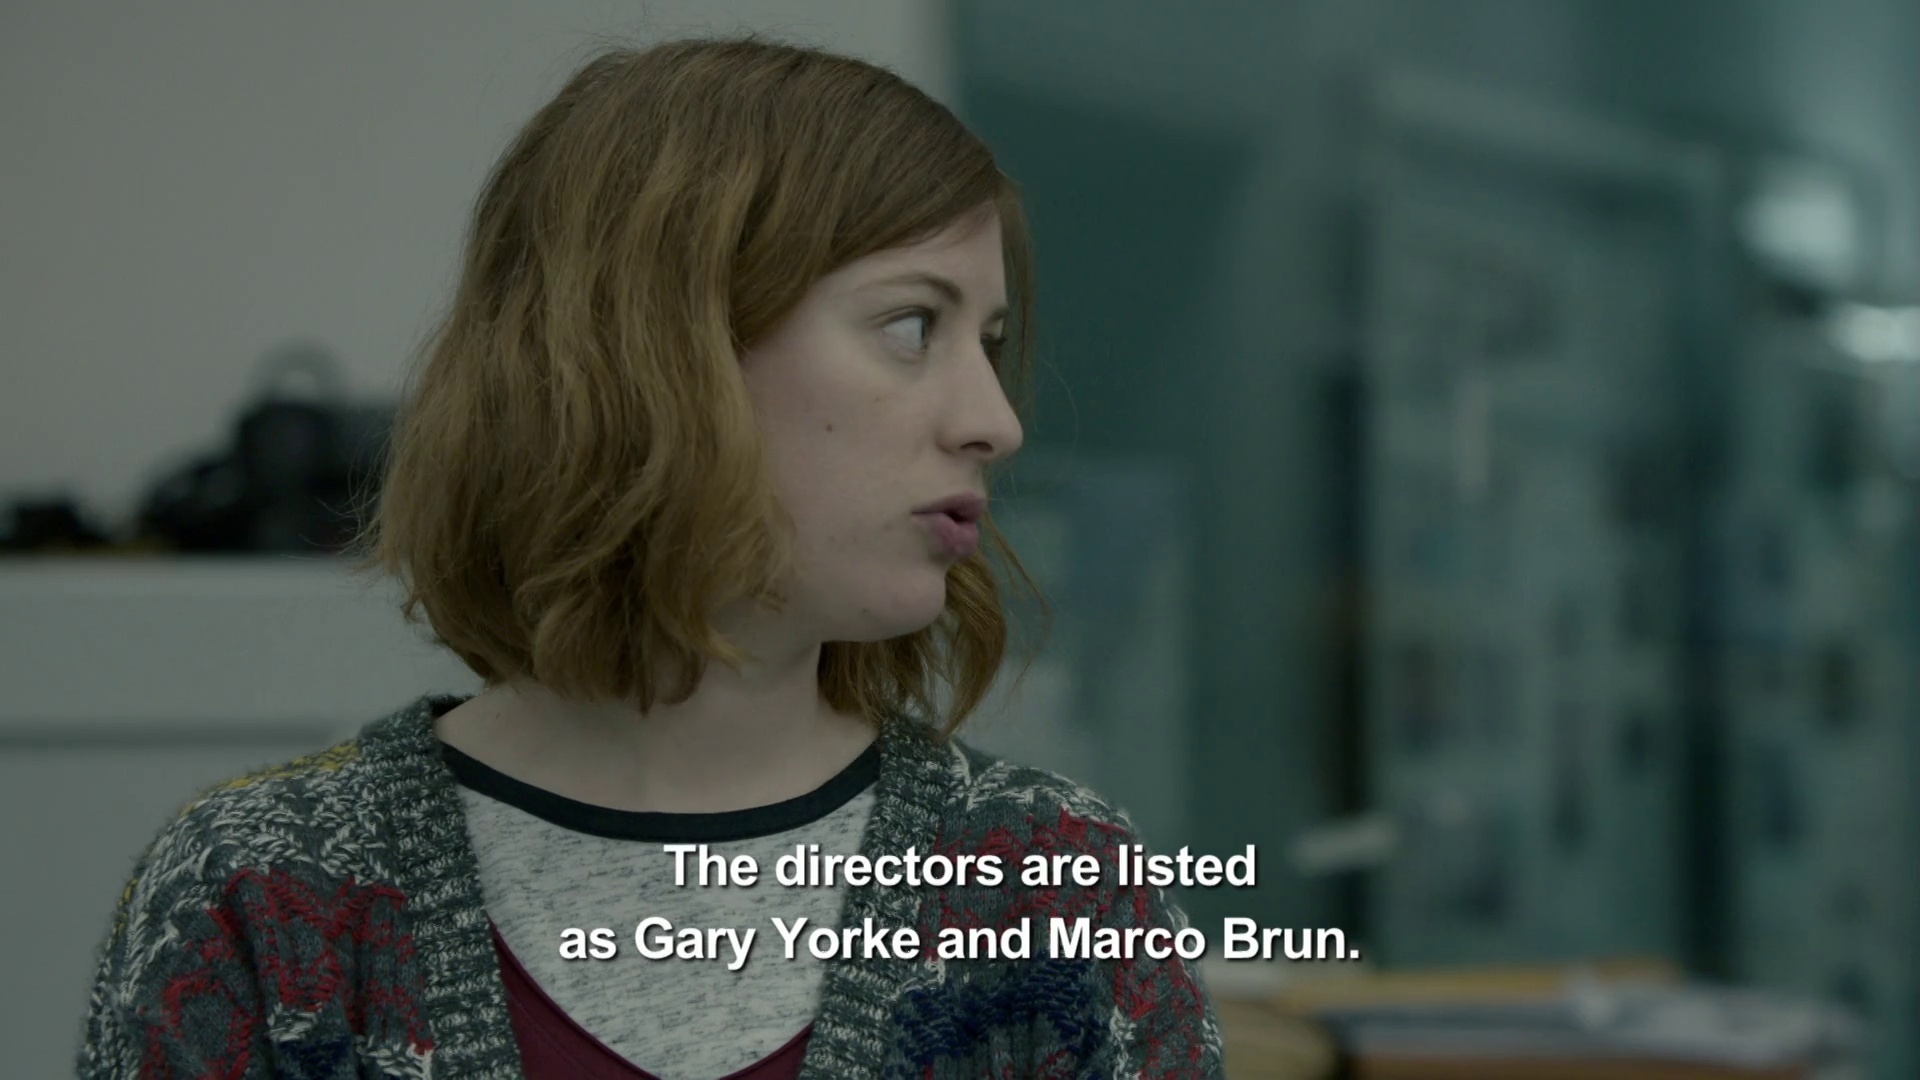 The directors are listed
as Gary Yorke and Marco Brun.